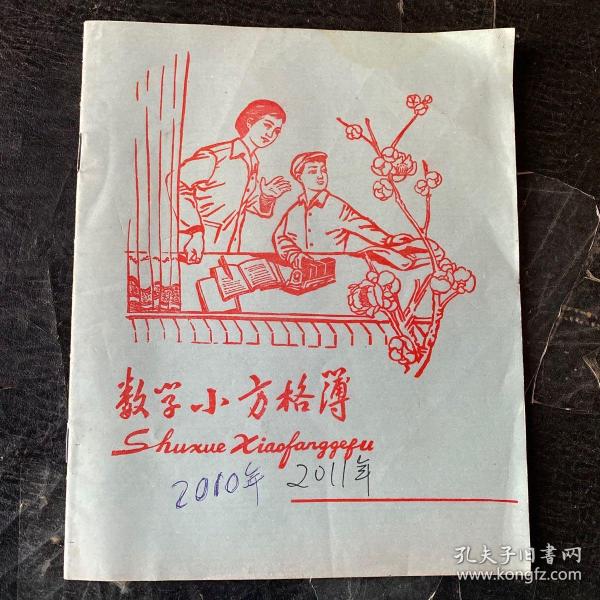 数学小方格簿
Shuxue Xiaofanggefu
2010年 2011年
孔夫子旧书网
www.kongfz.com